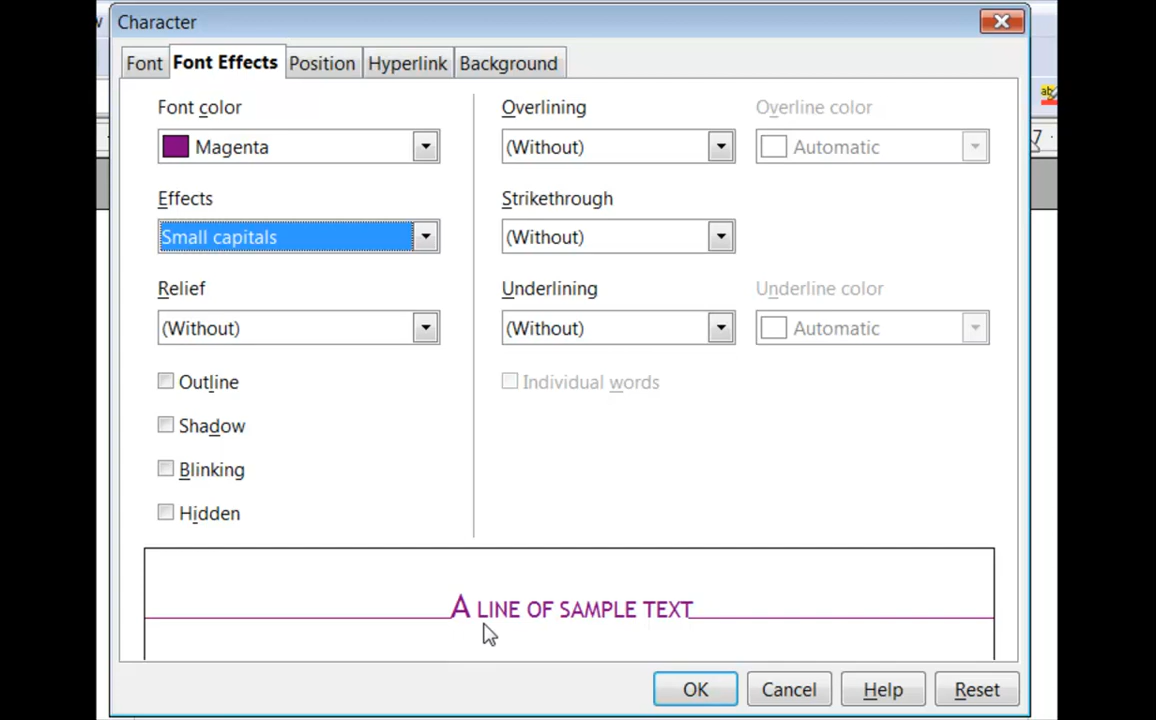 Character
Font Font Effects Position Hyperlink Background
Font color
Magenta
Effects
Small capitals
Relief
(Without)
Outline
Shadow
Blinking
Hidden
Overlining
(Without)
Overline color
Automatic
Strikethrough
(Without)
Underlining
(Without)
Underline color
Automatic
Individual words
A LINE OF SAMPLE TEXT
OK Cancel Help Reset
7